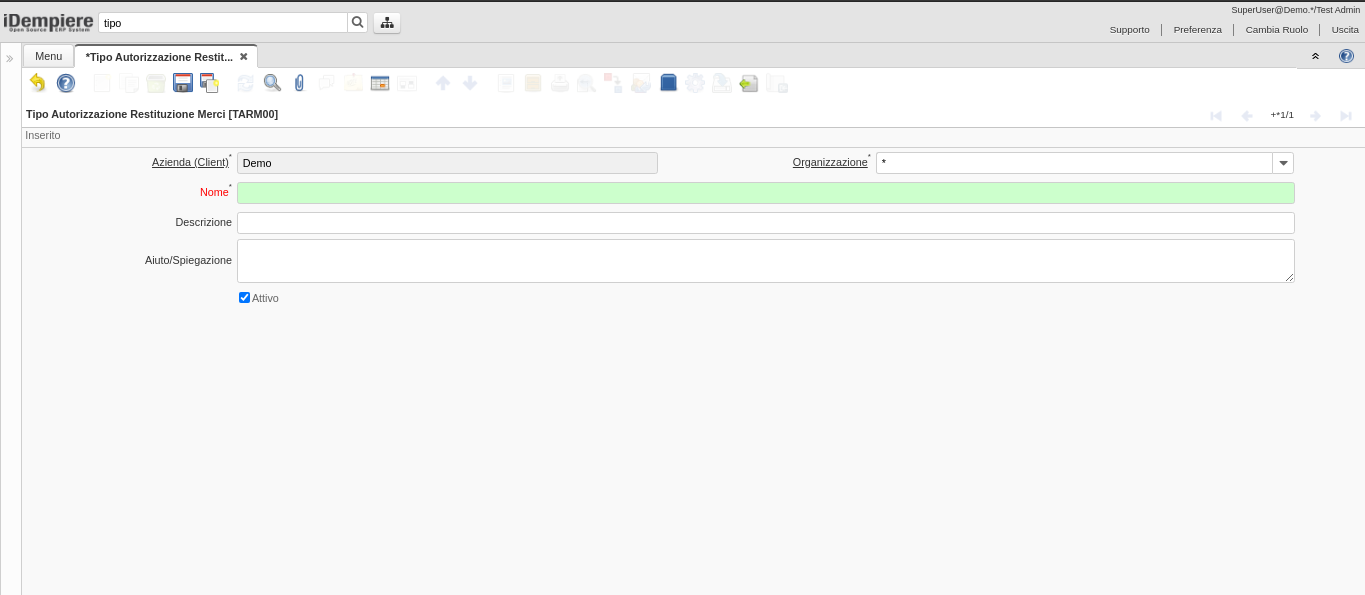 SuperUser@Demo.*/Test Admin
iDempiere
Open Source ERP System
tipo
Supporto
Preferenza
Cambia Ruolo
Uscita
»
Menu
*Tipo Autorizzazione Restit...
Tipo Autorizzazione Restituzione Merci [TARM00]
+*1/1
Inserito
Azienda (Client)*
Demo
Organizzazione*
*
Nome*
Descrizione
Aiuto/Spiegazione
Attivo